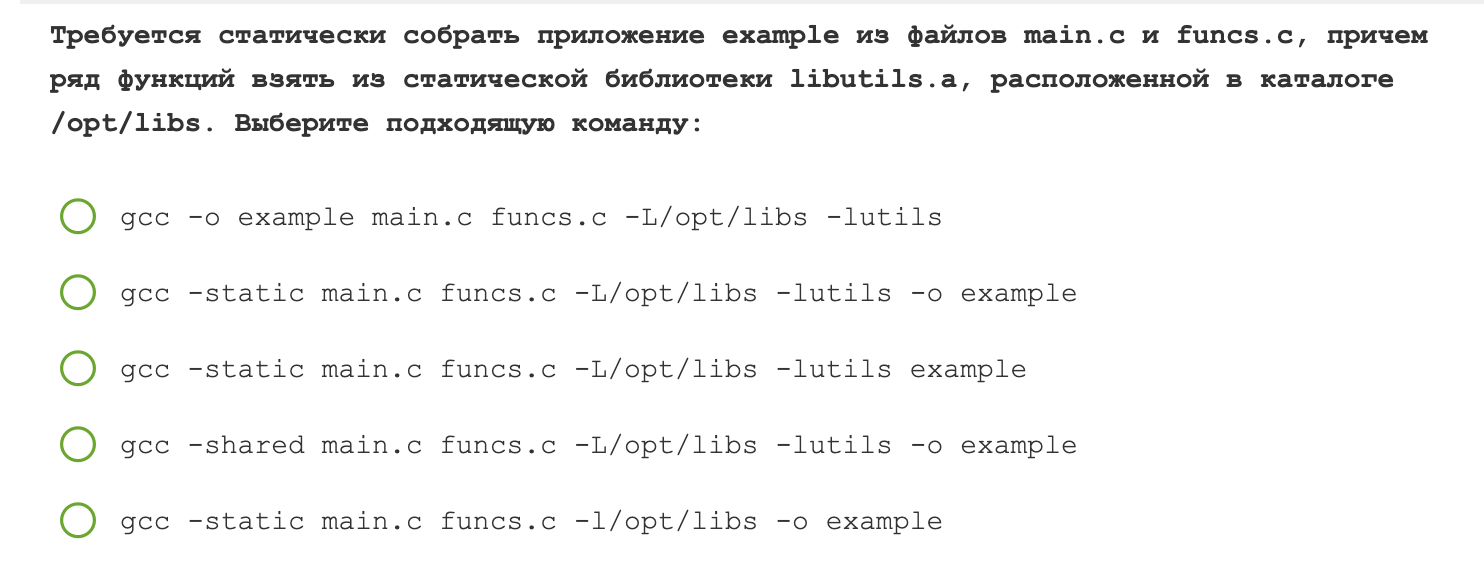 Требуется статически собрать приложение example из файлов main.c и funcs.c, причем
ряд функций взять из статической библиотеки libutils.a, расположенной в каталоге
/opt/libs. Выберите подходящую команду:
gcc -o example main.c funcs.c -L/opt/libs -lutils
gcc -static main.c funcs.c -L/opt/libs -lutils -o example
gcc -static main.c funcs.c -L/opt/libs -lutils example
gcc -shared main.c funcs.c -L/opt/libs -lutils -o example
gcc -static main.c funcs.c -l/opt/libs -o example